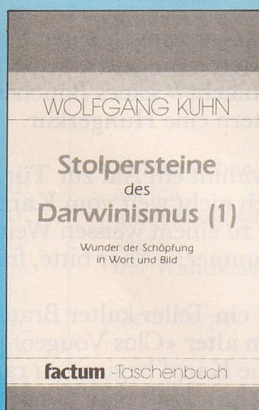 WOLFGANG KUHN
Stolpersteine
des
Darwinismus (1)
Wunder der Schöpfung
in Wort und Bild
factum-Taschenbuch